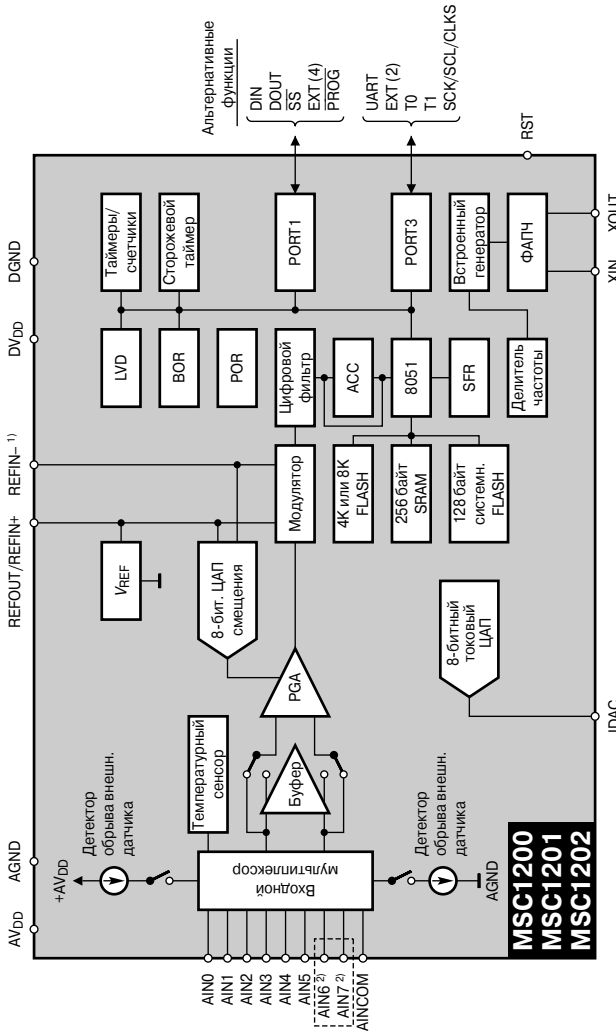 AVDD
AGND
REFOUT/REFIN+
REFIN– 1)
DVDD
DGND
+AVDD
Детектор
обрыва внешн.
датчика
Температурный
сенсор
VREF
8-бит. ЦАП
смещения
LVD
BOR
POR
Таймеры/
счетчики
Сторожевой
таймер
Альтернативные
функции
DIN
DOUT
SS
EXT (4)
PROG
PORT1
AIN0
AIN1
AIN2
AIN3
AIN4
AIN5
AIN6 2)
AIN7 2)
AINCOM
Входной
мультиплексор
Буфер
PGA
Модулятор
Цифровой
фильтр
ACC
8051
SFR
4K или 8K
FLASH
256 байт
SRAM
128 байт
системн.
FLASH
PORT3
UART
EXT (2)
T0
T1
SCK/SCL/CLKS
Детектор
обрыва внешн.
датчика
AGND
8-битный
токовый
ЦАП
Делитель
частоты
Встроенный
генератор
ФАПЧ
RST
MSC1200
MSC1201
MSC1202
IDAC
XIN
XOUT